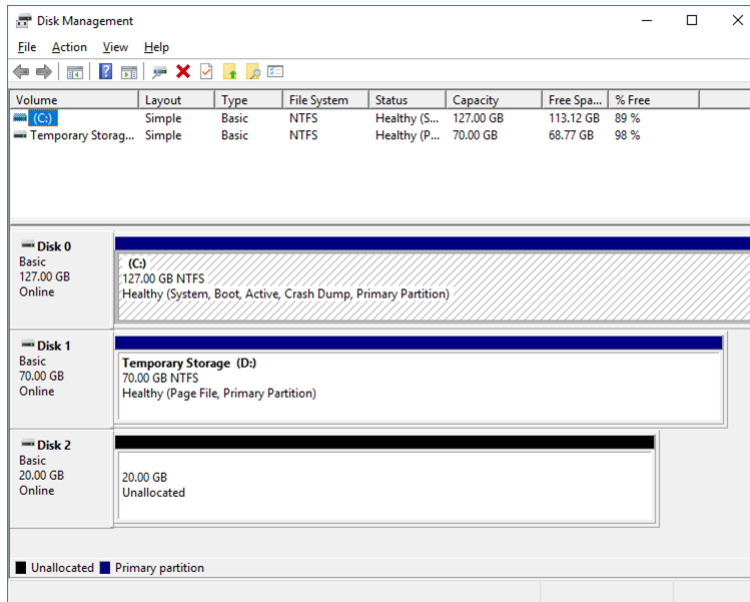 Disk Management
File Action View Help
Volume Layout Type File System Status Capacity Free Spa... % Free
(C:) Simple Basic NTFS Healthy (S... 127.00 GB 113.12 GB 89 %
Temporary Storag... Simple Basic NTFS Healthy (P... 70.00 GB 68.77 GB 98 %
Disk 0
Basic
127.00 GB
Online
(C:)
127.00 GB NTFS
Healthy (System, Boot, Active, Crash Dump, Primary Partition)
Disk 1
Basic
70.00 GB
Online
Temporary Storage (D:)
70.00 GB NTFS
Healthy (Page File, Primary Partition)
Disk 2
Basic
20.00 GB
Online
20.00 GB
Unallocated
Unallocated Primary partition